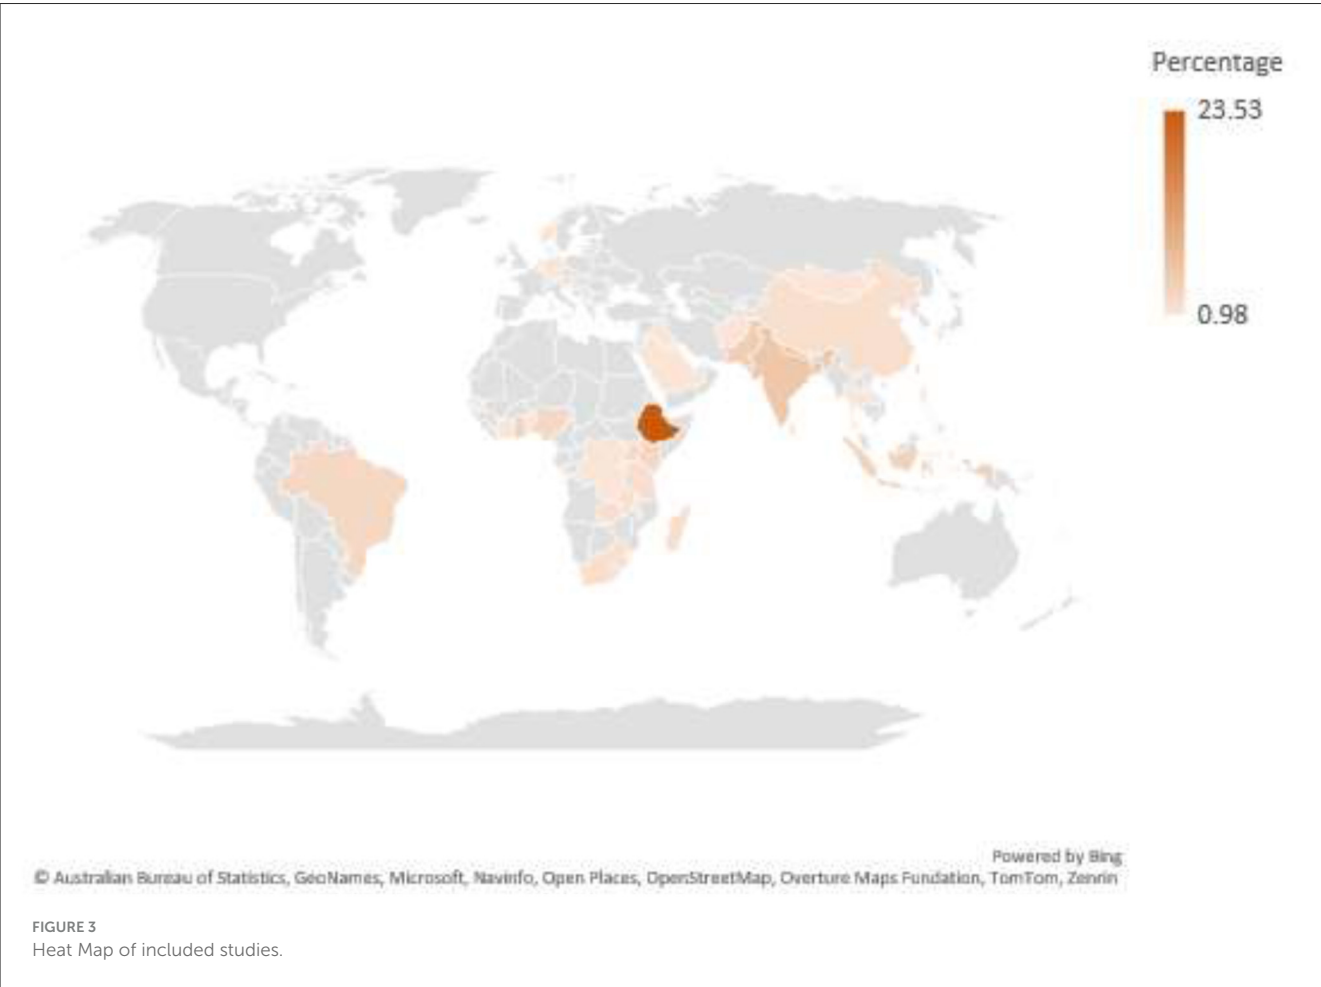 Percentage
23.53
0.98
Powered by Bing
© Australian Bureau of Statistics, GeoNames, Microsoft, Navinfo, Open Places, OpenStreetMap, Overture Maps Fundation, TomTom, Zenrin
FIGURE 3
Heat Map of included studies.